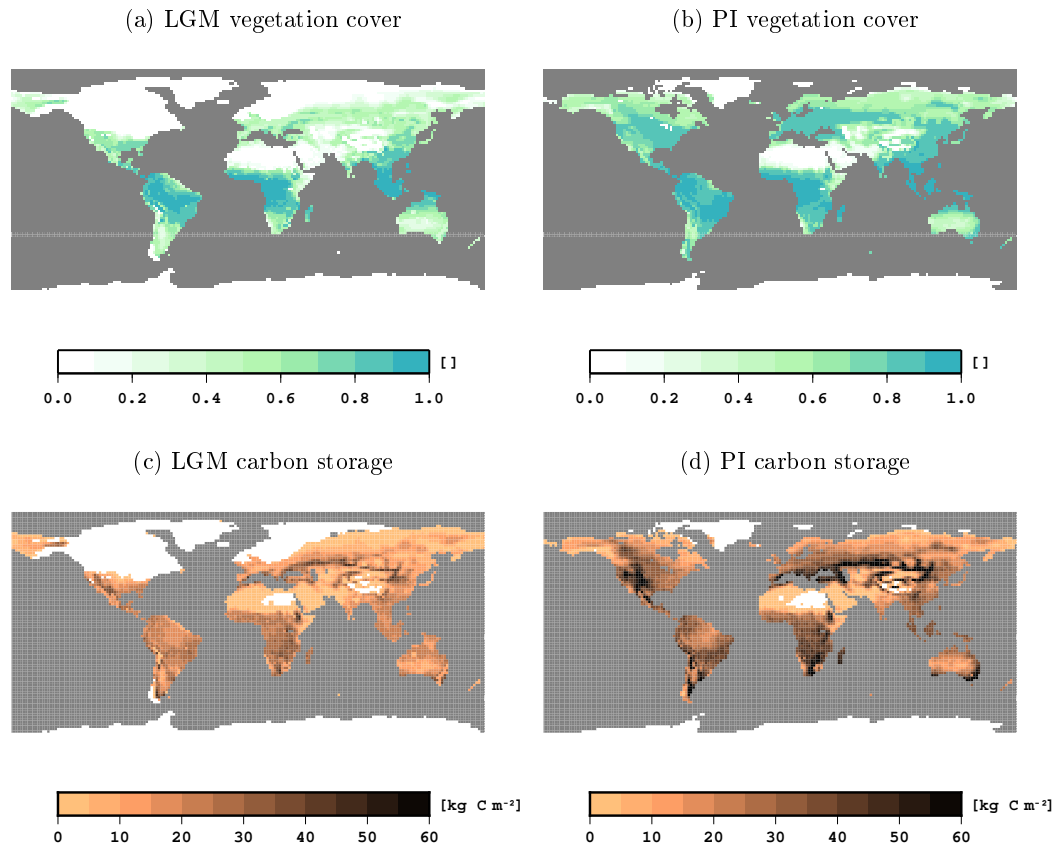 (a) LGM vegetation cover
(b) PI vegetation cover
[]
0.0 0.2 0.4 0.6 0.8 1.0
[]
0.0 0.2 0.4 0.6 0.8 1.0
(c) LGM carbon storage
(d) PI carbon storage
[kg C m⁻²]
0 10 20 30 40 50 60
[kg C m⁻²]
0 10 20 30 40 50 60